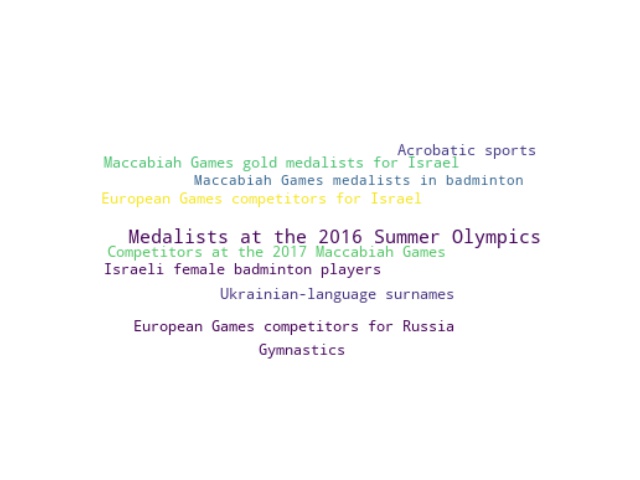 Acrobatic sports
Maccabiah Games gold medalists for Israel
Maccabiah Games medalists in badminton
European Games competitors for Israel
Medalists at the 2016 Summer Olympics
Competitors at the 2017 Maccabiah Games
Israeli female badminton players
Ukrainian-language surnames
European Games competitors for Russia
Gymnastics